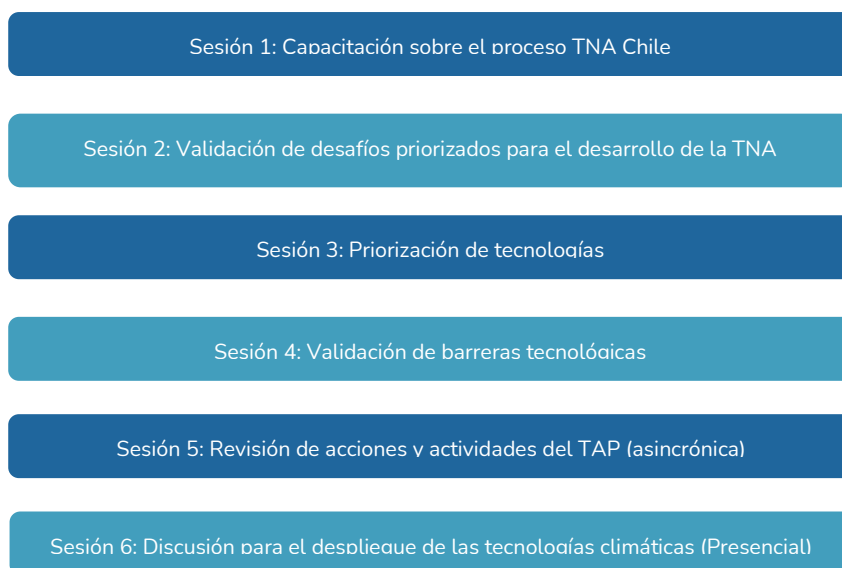 Sesión 1: Capacitación sobre el proceso TNA Chile
Sesión 2: Validación de desafíos priorizados para el desarrollo de la TNA
Sesión 3: Priorización de tecnologías
Sesión 4: Validación de barreras tecnológicas
Sesión 5: Revisión de acciones y actividades del TAP (asincrónica)
Sesión 6: Discusión para el despliegue de las tecnologías climáticas (Presencial)